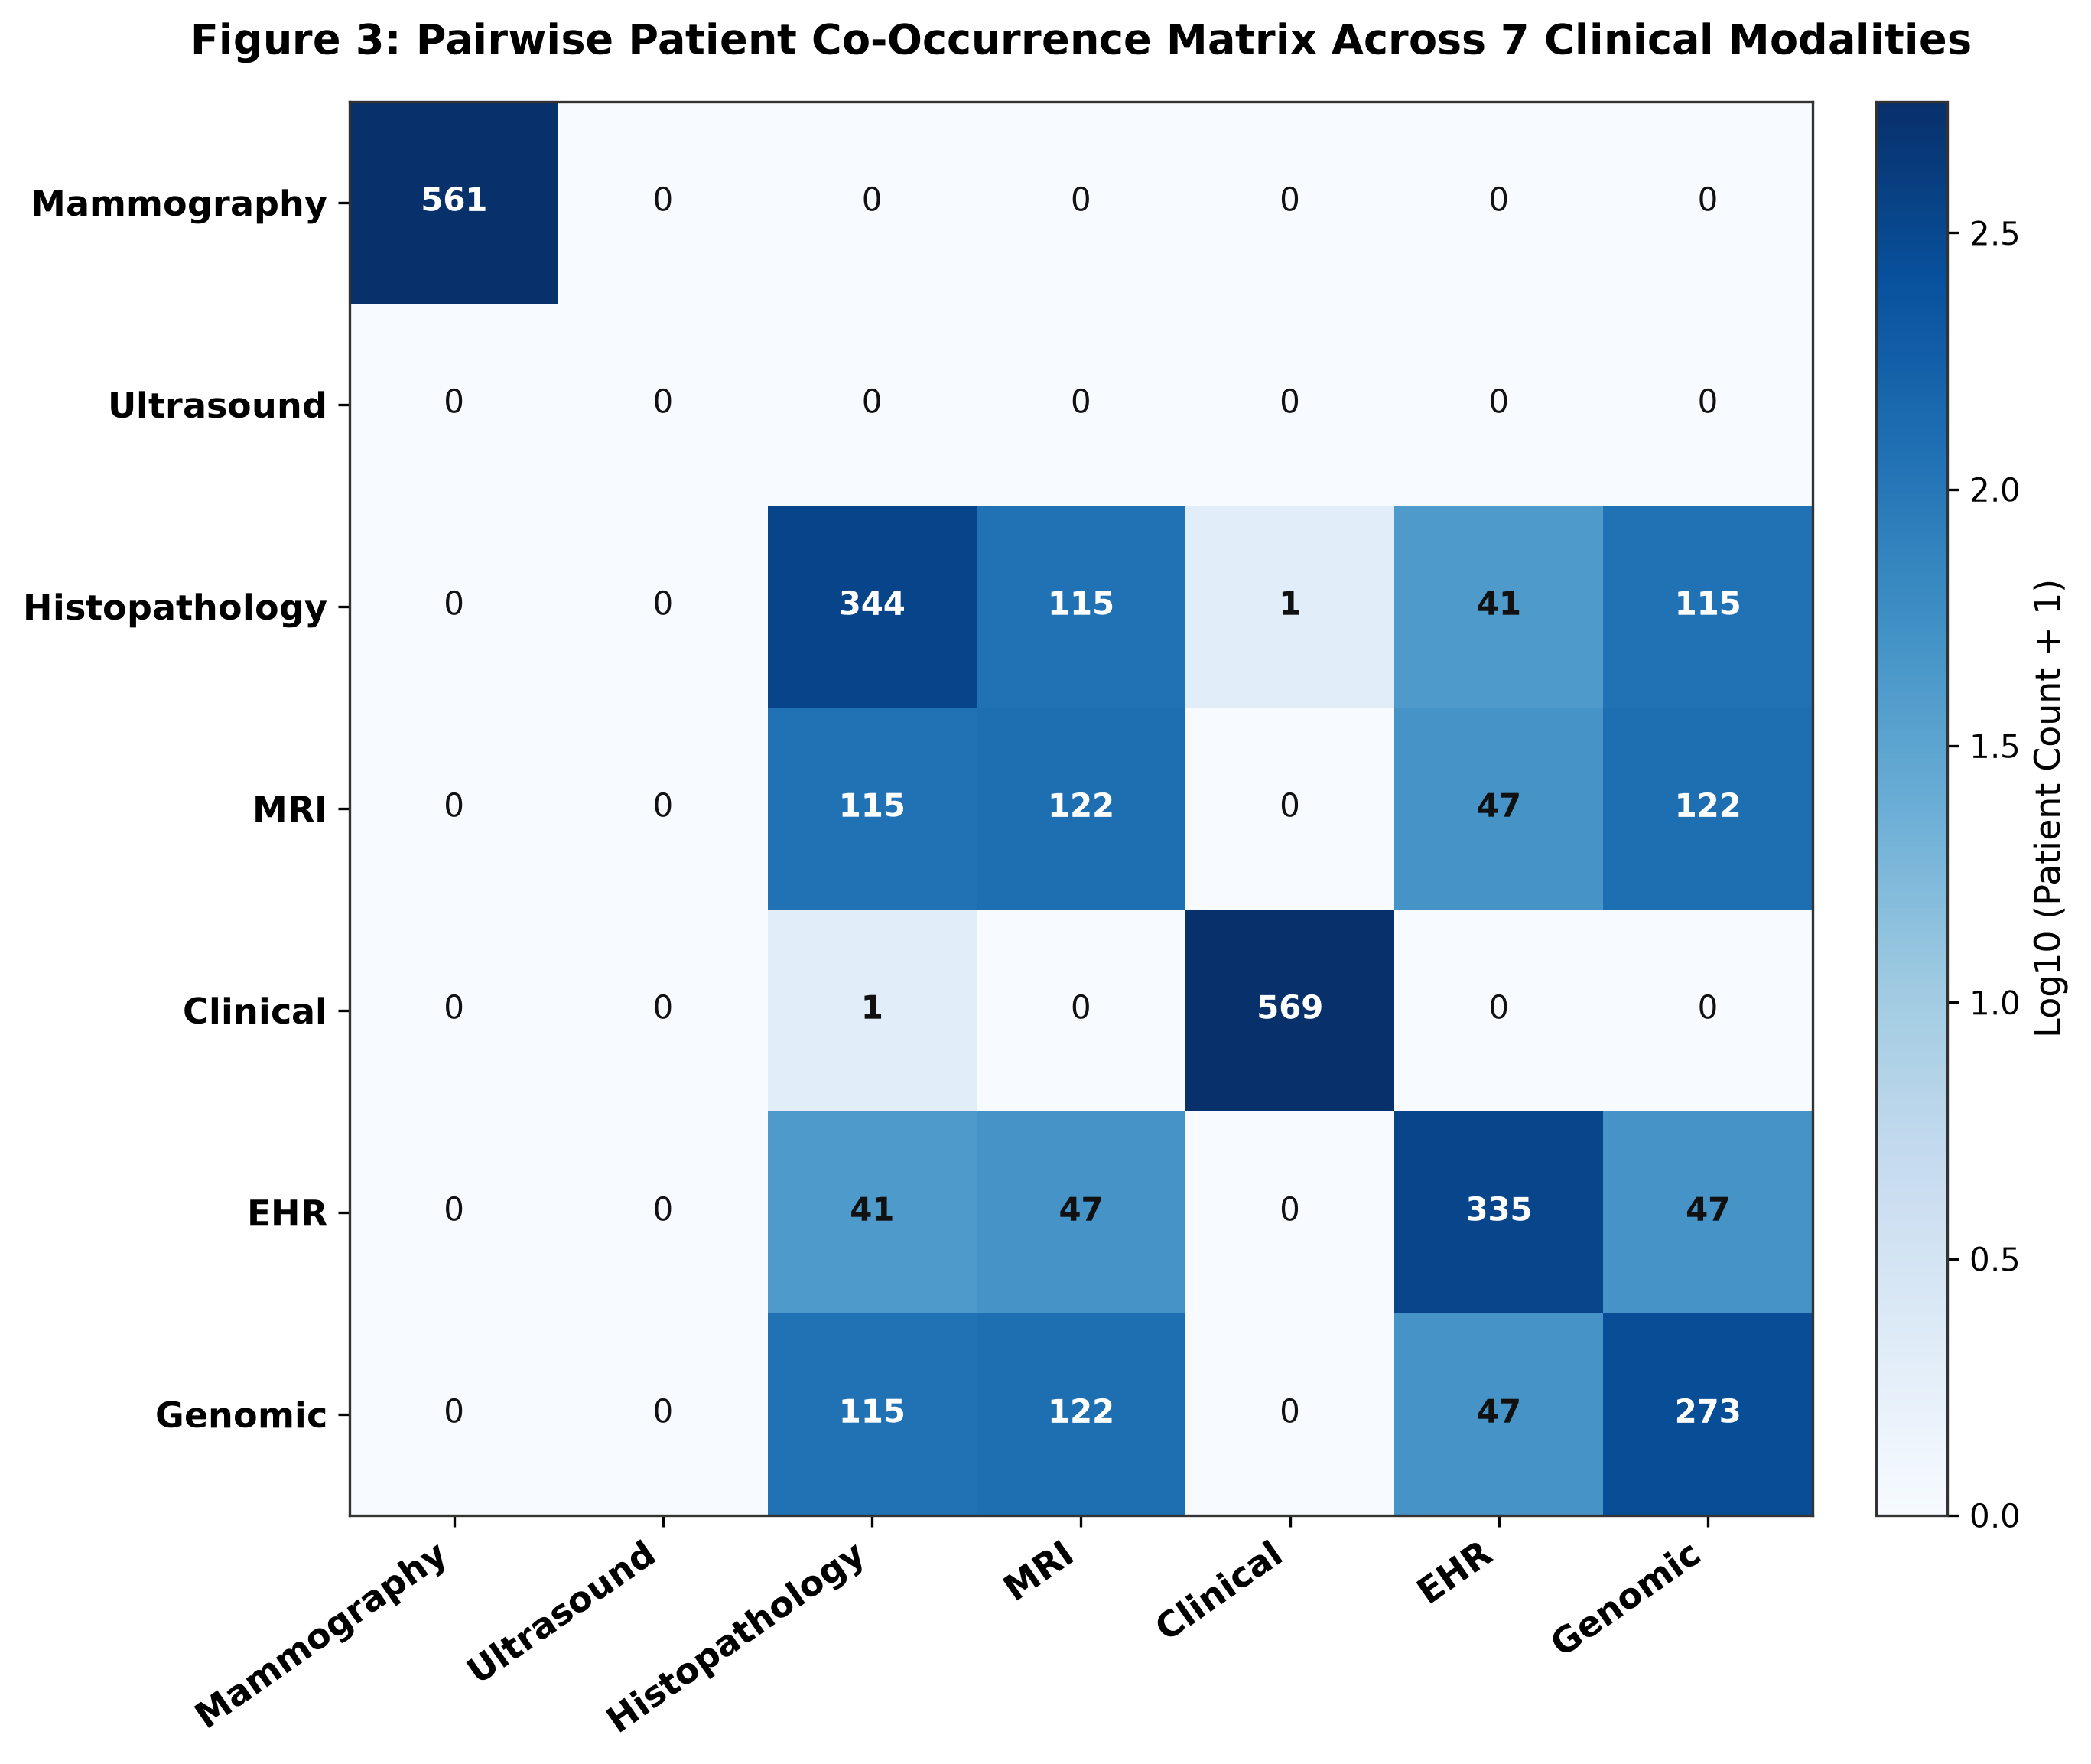 Figure 3: Pairwise Patient Co-Occurrence Matrix Across 7 Clinical Modalities
Mammography 561 0 0 0 0 0 0
Ultrasound 0 0 0 0 0 0 0
Histopathology 0 0 344 115 1 41 115
MRI 0 0 115 122 0 47 122
Clinical 0 0 1 0 569 0 0
EHR 0 0 41 47 0 335 47
Genomic 0 0 115 122 0 47 273
Mammography Ultrasound Histopathology MRI Clinical EHR Genomic
2.5
2.0
1.5
1.0
0.5
0.0
Log10 (Patient Count + 1)